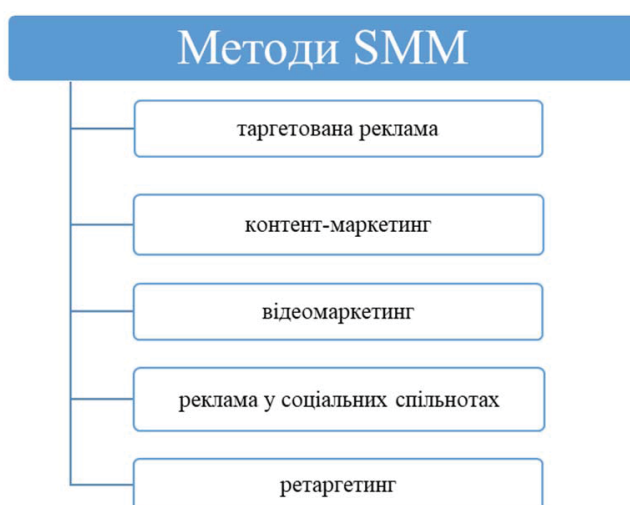 Методи SMM
таргетована реклама
контент-маркетинг
відеомаркетинг
реклама у соціальних спільнотах
ретаргетинг